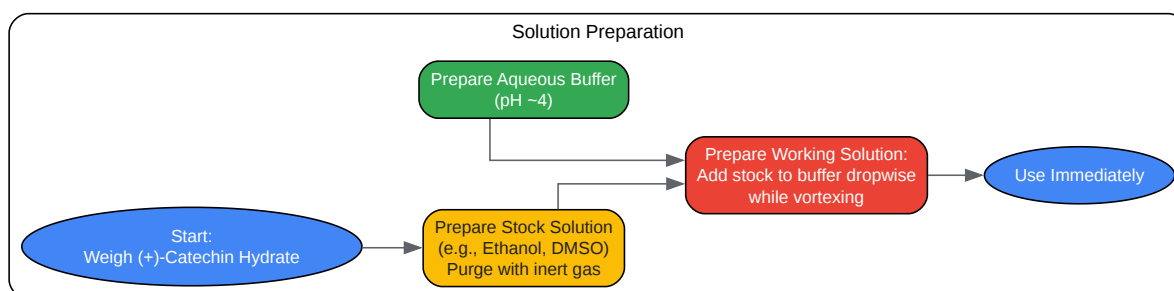 Solution Preparation
Prepare Aqueous Buffer
(pH ~4)
Prepare Working Solution:
Add stock to buffer dropwise
while vortexing
Use Immediately
Start:
Weigh (+)-Catechin Hydrate
Prepare Stock Solution
(e.g., Ethanol, DMSO)
Purge with inert gas